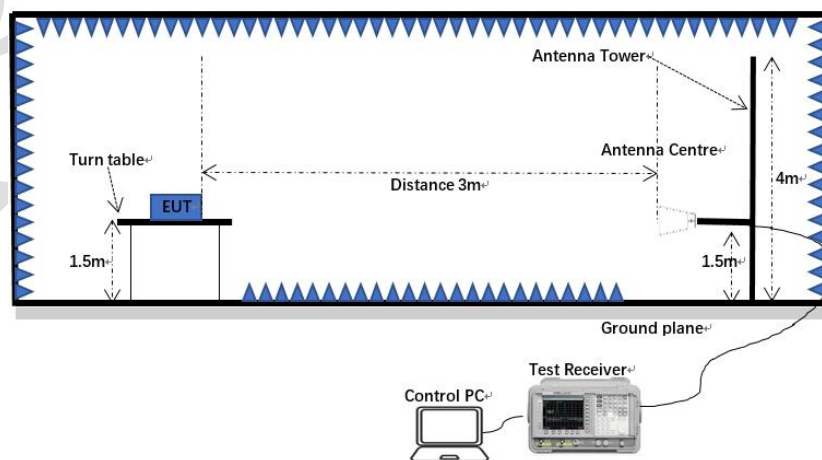 Antenna Tower
Antenna Centre
Turn table
Distance 3m
4m
EUT
1.5m
1.5m
Ground plane
Test Receiver
Control PC